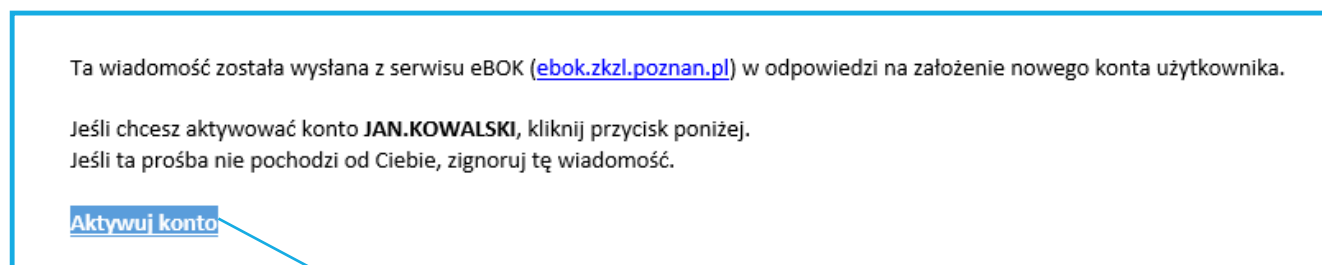 Ta wiadomość została wysłana z serwisu eBOK (ebok.zkzl.poznan.pl) w odpowiedzi na założenie nowego konta użytkownika.
Jeśli chcesz aktywować konto JAN.KOWALSKI, kliknij przycisk poniżej.
Jeśli ta prośba nie pochodzi od Ciebie, zignoruj tę wiadomość.
Aktywuj konto